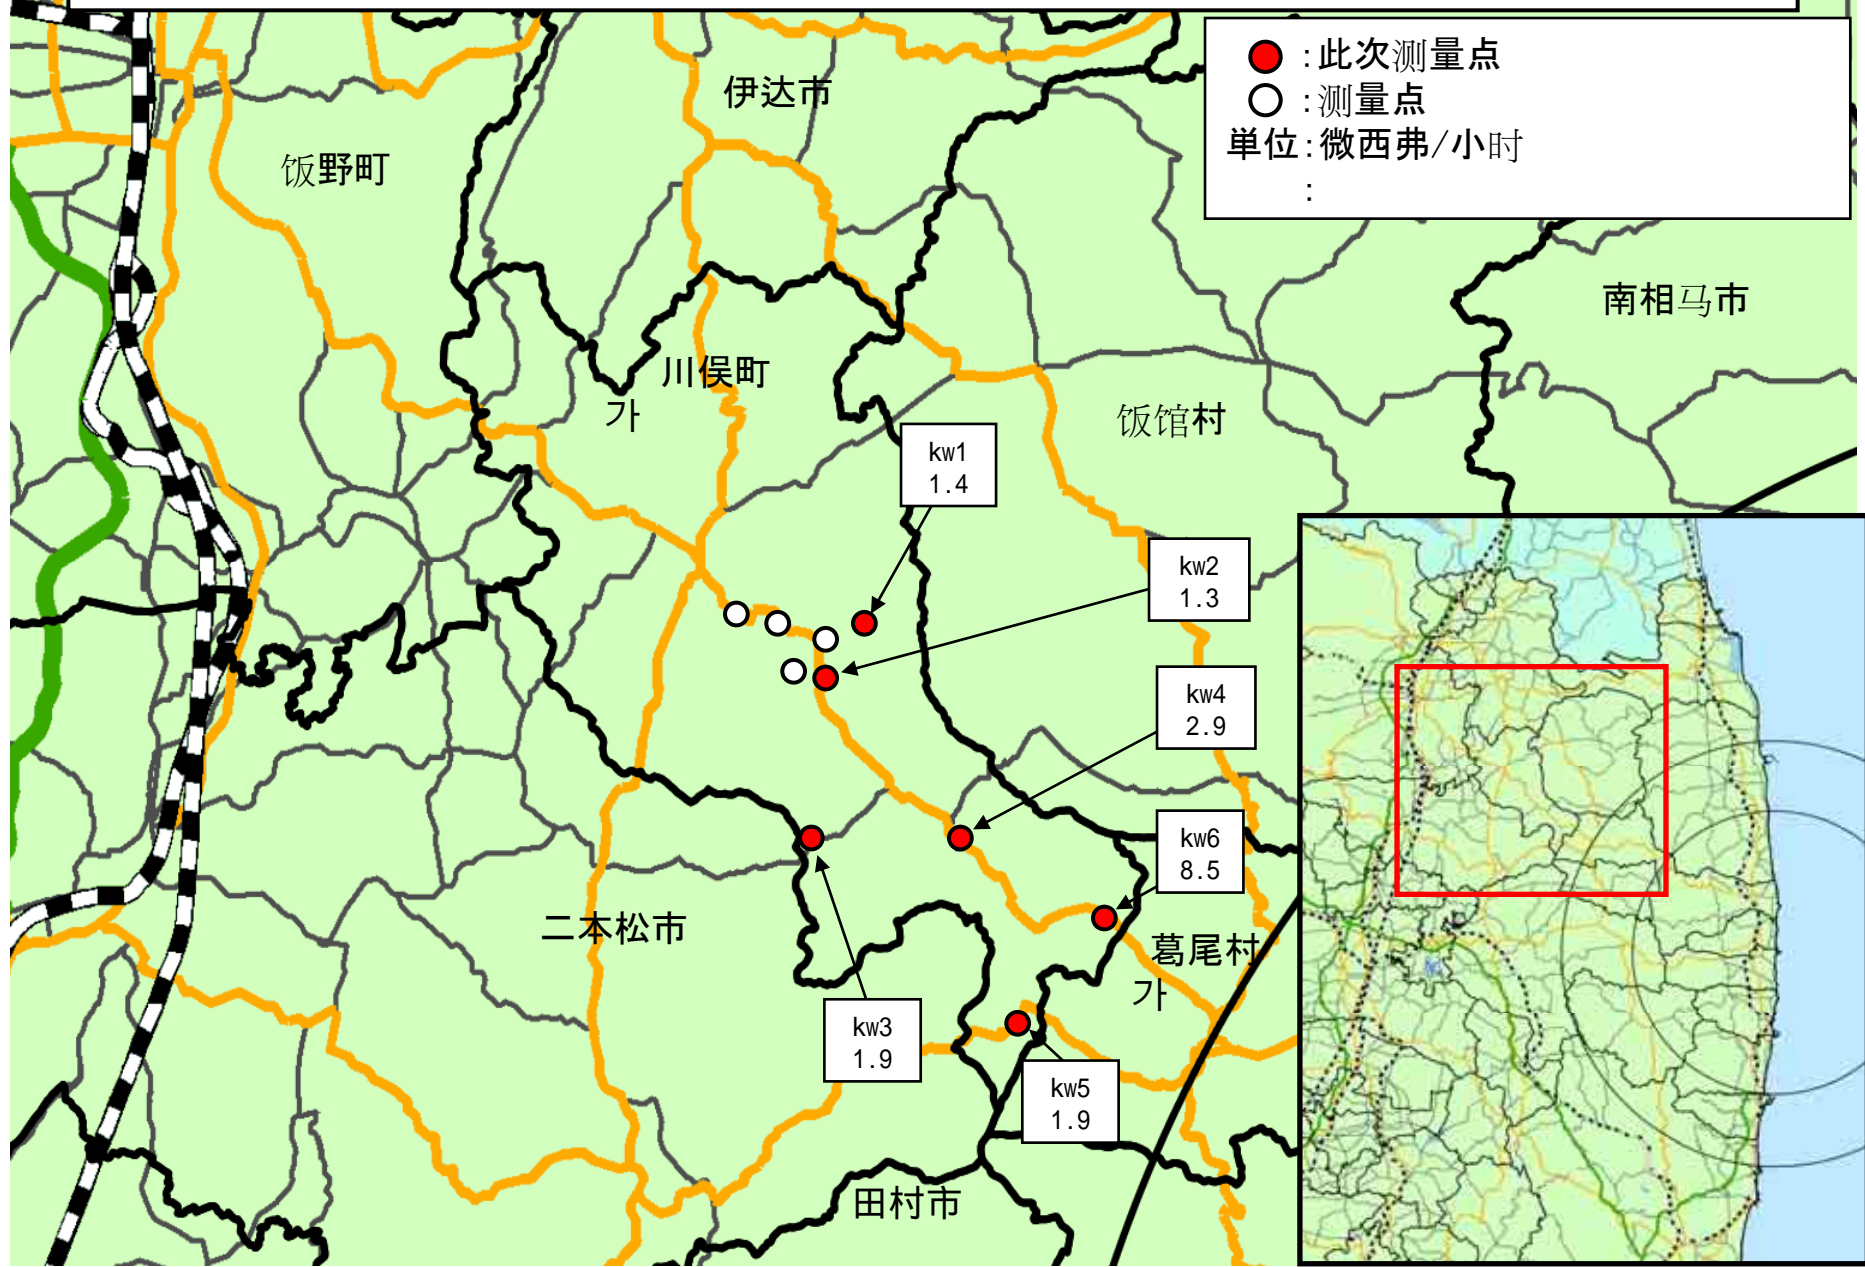 :此次测量点
:测量点
単位:微西弗/小时
:
伊达市
饭野町
南相马市
川俣町
가
饭馆村
kw1
1.4
kw2
1.3
kw4
2.9
kw6
8.5
二本松市
葛尾村
가
kw3
1.9
kw5
1.9
田村市